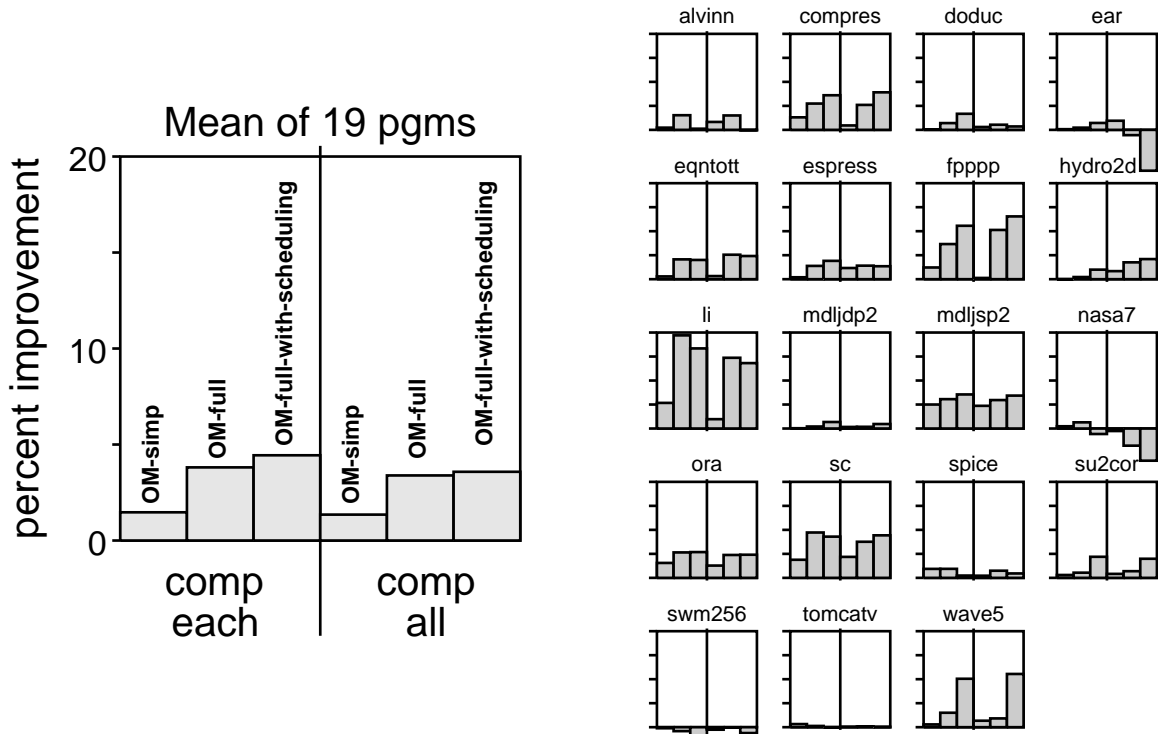 Mean of 19 pgms
percent improvement
20
10
0
OM-simp
OM-full
OM-full-with-scheduling
OM-simp
OM-full
OM-full-with-scheduling
comp
each
comp
all
alvinn compres doduc ear
eqntott espress fpppp hydro2d
li mdljdp2 mdljsp2 nasa7
ora sc spice su2cor
swm256 tomcatv wave5